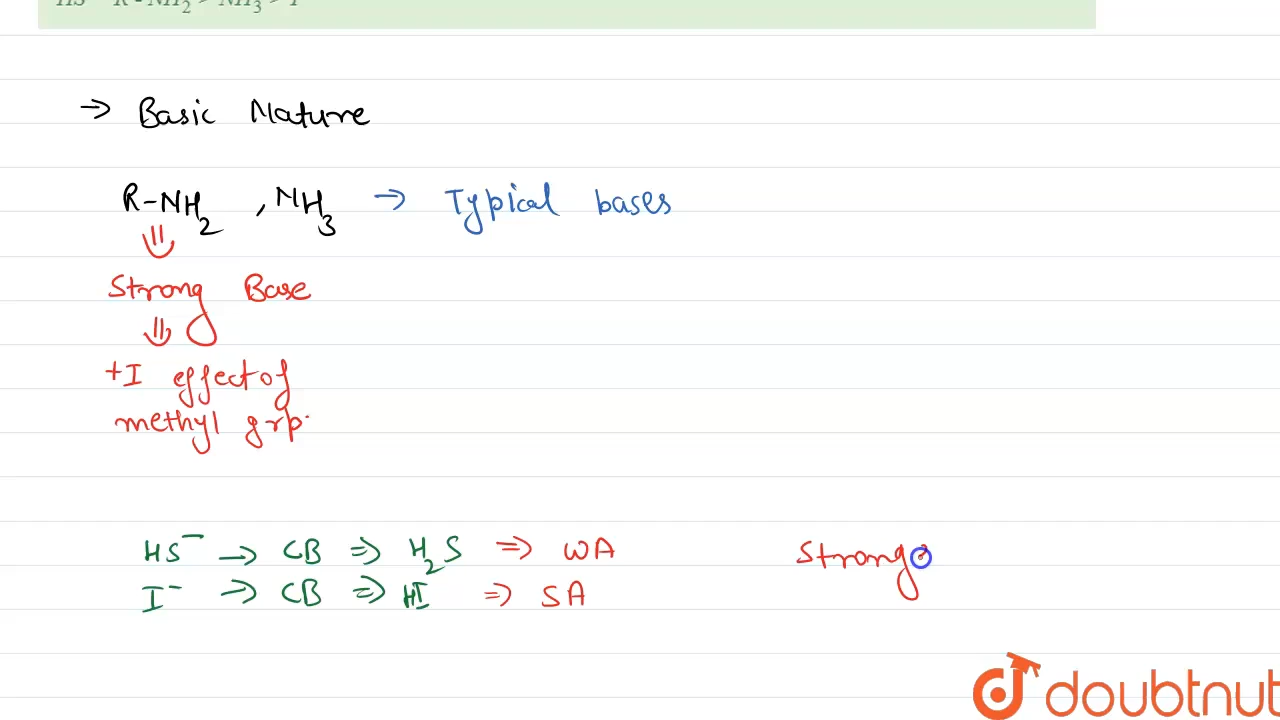 → Basic Nature
R-NH2 , NH3 → Typical bases
Strong Base
+I effect of
methyl grp.
HS⁻ → CB ⇒ H2S ⇒ WA
Strong
I⁻ → CB ⇒ HI ⇒ SA
doubtnut